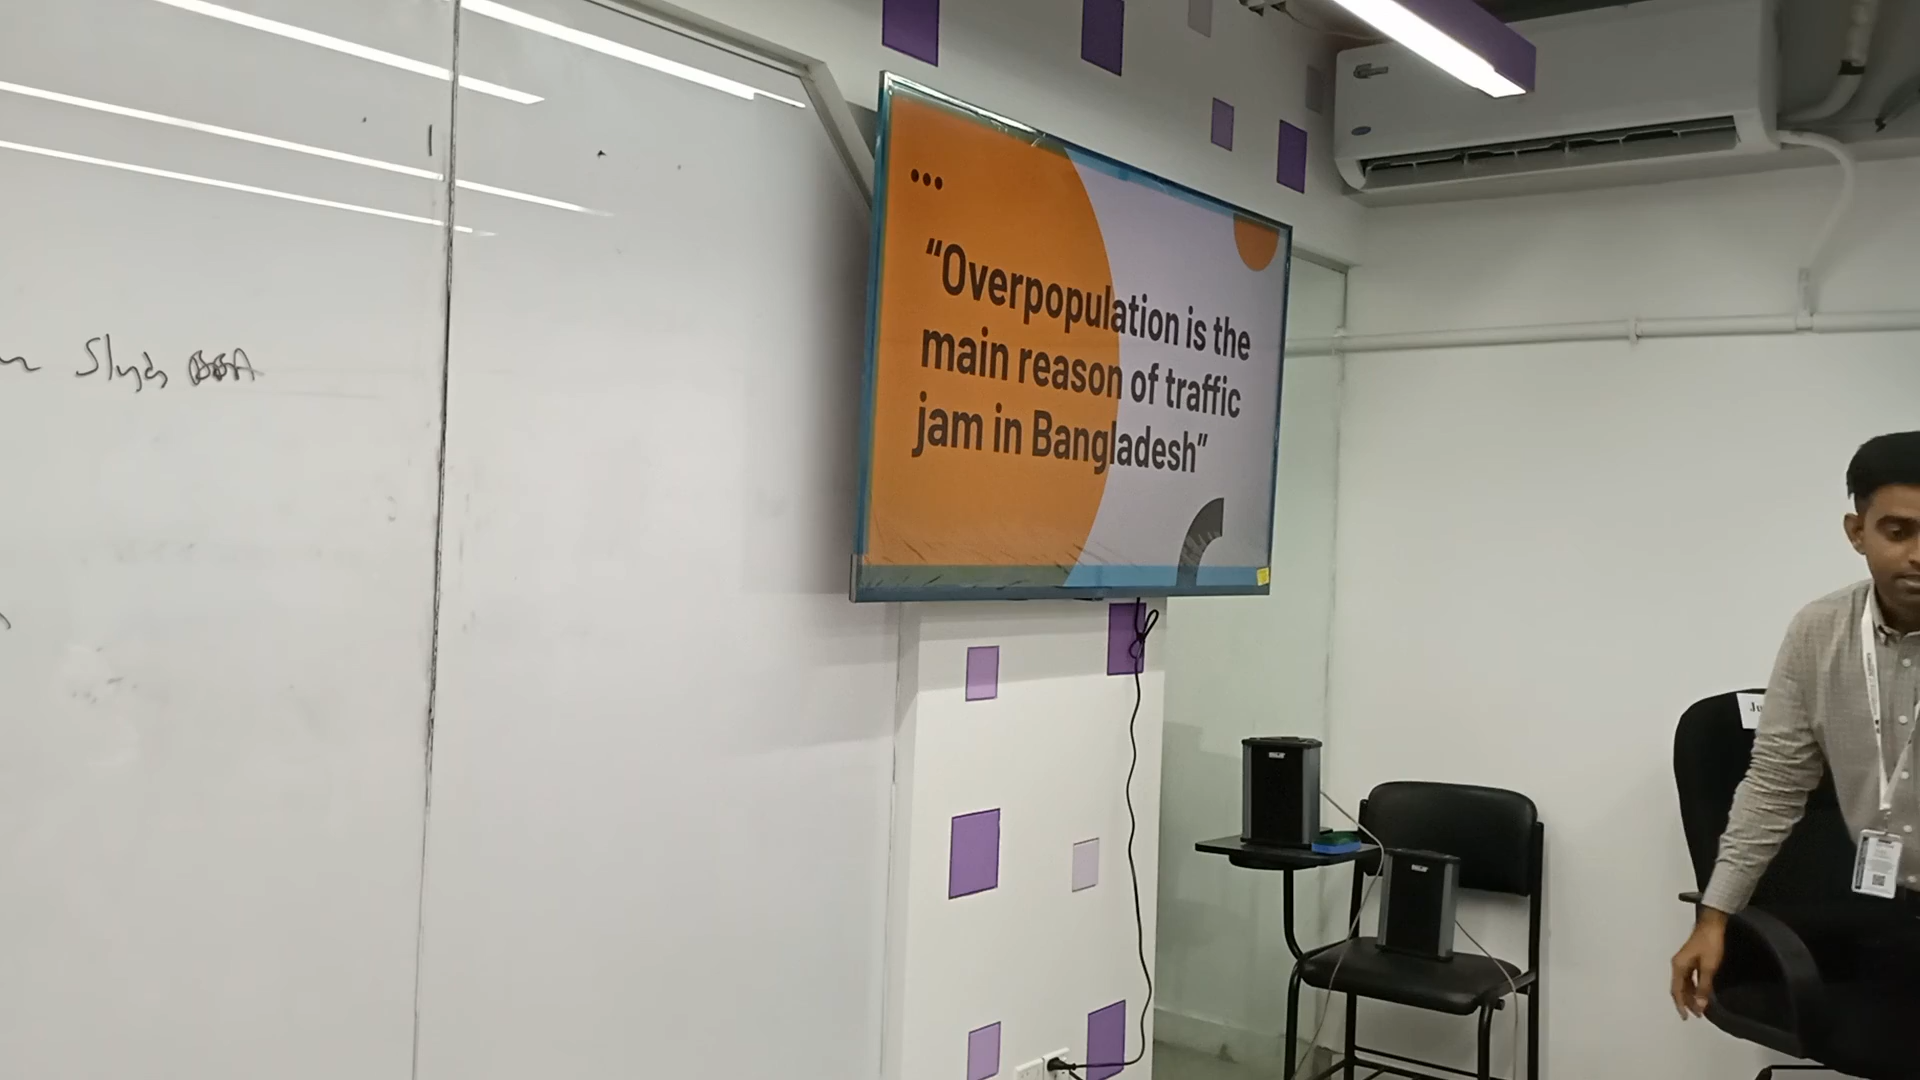 “Overpopulation is the
main reason of traffic
jam in Bangladesh”